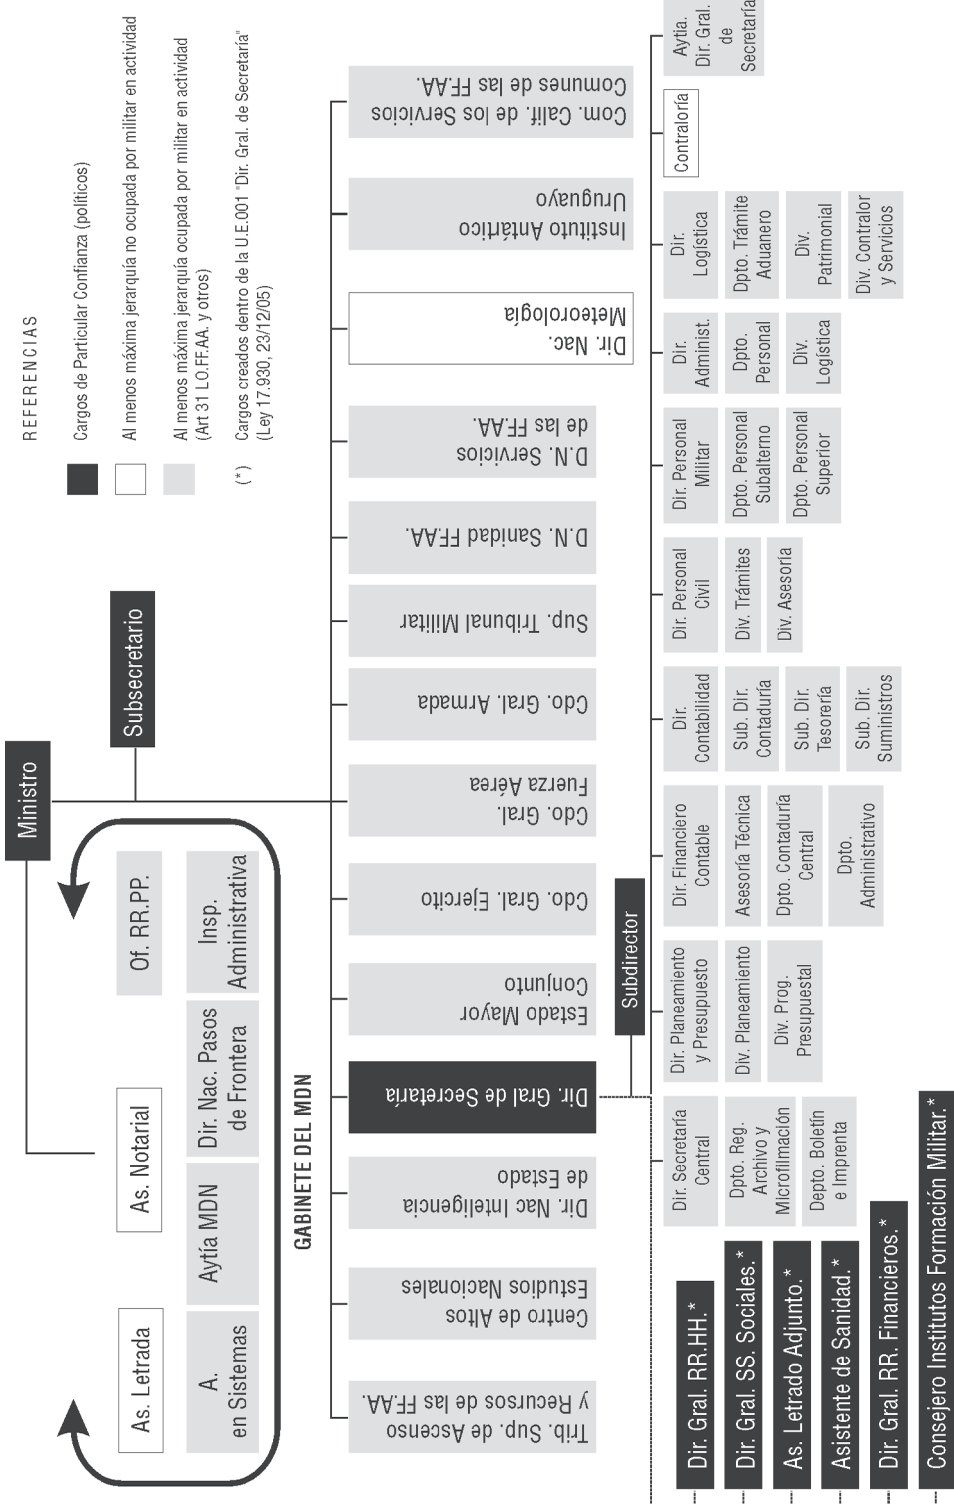 REFERENCIAS
Cargos de Particular Confianza (políticos)
Al menos máxima jerarquía no ocupada por militar en actividad
Al menos máxima jerarquía ocupada por militar en actividad
(Art 31 LO.FF.AA. y otros)
(*)
Cargos creados dentro de la U.E.001 "Dir. Gral. de Secretaría"
(Ley 17.930, 23/12/05)
Ministro
Subsecretario
As. Letrada
As. Notarial
Of. RR.PP.
A.
en Sistemas
Aytía MDN
Dir. Nac. Pasos
de Frontera
Insp.
Administrativa
GABINETE DEL MDN
Trib. Sup. de Ascenso
y Recursos de las FF.AA.
Centro de Altos
Estudios Nacionales
Dir. Nac Inteligencia
de Estado
Dir. Gral de Secretaría
Estado Mayor
Conjunto
Cdo. Gral. Ejercito
Cdo. Gral.
Fuerza Aérea
Cdo. Gral. Armada
Sup. Tribunal Militar
D.N. Sanidad FF.AA.
D.N. Servicios
de las FF.AA.
Dir. Nac.
Meteorología
Instituto Antártico
Uruguayo
Com. Calif. de los Servicios
Comunes de las FF.AA.
Subdirector
Dir. Secretaría
Central
Dpto. Reg.
Archivo y
Microfilmación
Depto. Boletín
e Imprenta
Dir. Planeamiento
y Presupuesto
Div. Planeamiento
Div. Prog.
Presupuestal
Dir. Financiero
Contable
Asesoría Técnica
Dpto. Contaduría
Central
Dpto.
Administrativo
Dir.
Contabilidad
Sub. Dir.
Contaduría
Sub. Dir.
Tesorería
Sub. Dir.
Suministros
Dir. Personal
Civil
Div. Trámites
Div. Asesoría
Dir. Personal
Militar
Dpto. Personal
Subalterno
Dpto. Personal
Superior
Dir.
Administ.
Dpto.
Personal
Div.
Logística
Dir.
Logística
Dpto. Trámite
Aduanero
Div.
Patrimonial
Div. Contralor
y Servicios
Contraloría
Aytia.
Dir. Gral.
de
Secretaría
Dir. Gral. RR.HH.*
Dir. Gral. SS. Sociales.*
As. Letrado Adjunto.*
Asistente de Sanidad.*
Dir. Gral. RR. Financieros.*
Consejero Institutos Formación Militar.*